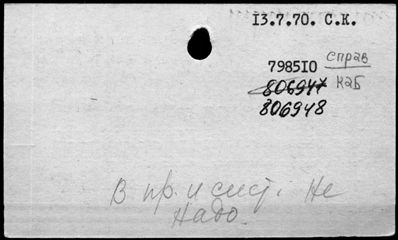 13.7.70. С.К.
798510 справ
806947 каб
806948
В пр. и сист. Не
надо.